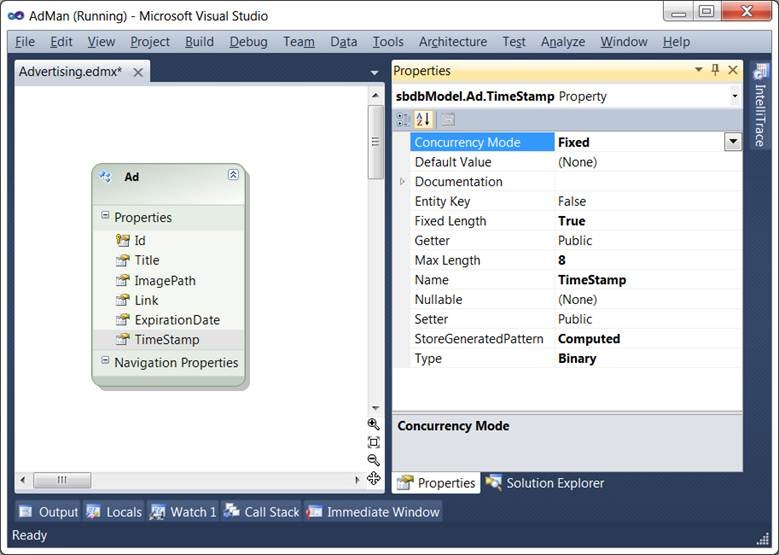 AdMan (Running) - Microsoft Visual Studio
File Edit View Project Build Debug Team Data Tools Architecture Test Analyze Window Help
Advertising.edmx*
Ad
Properties
Id
Title
ImagePath
Link
ExpirationDate
TimeStamp
Navigation Properties
Properties
sbdbModel.Ad.TimeStamp Property
Concurrency Mode Fixed
Default Value (None)
Documentation
Entity Key False
Fixed Length True
Getter Public
Max Length 8
Name TimeStamp
Nullable (None)
Setter Public
StoreGeneratedPattern Computed
Type Binary
Concurrency Mode
Properties Solution Explorer
IntelliTrace
Output Locals Watch 1 Call Stack Immediate Window
Ready